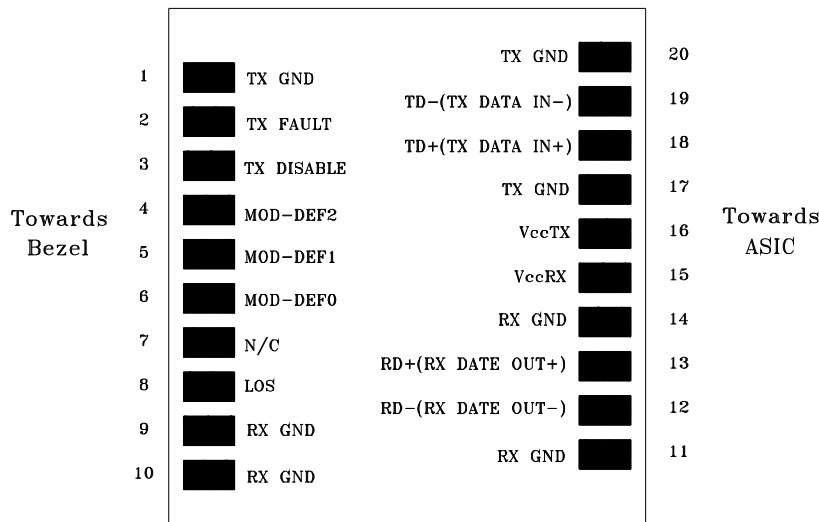 TX GND 20
1 TX GND
TD-(TX DATA IN-) 19
2 TX FAULT
TD+(TX DATA IN+) 18
3 TX DISABLE
TX GND 17
4 MOD-DEF2
Towards Bezel
Towards ASIC
VccTX 16
5 MOD-DEF1
VccRX 15
6 MOD-DEF0
RX GND 14
7 N/C
RD+(RX DATE OUT+) 13
8 LOS
RD-(RX DATE OUT-) 12
9 RX GND
RX GND 11
10 RX GND